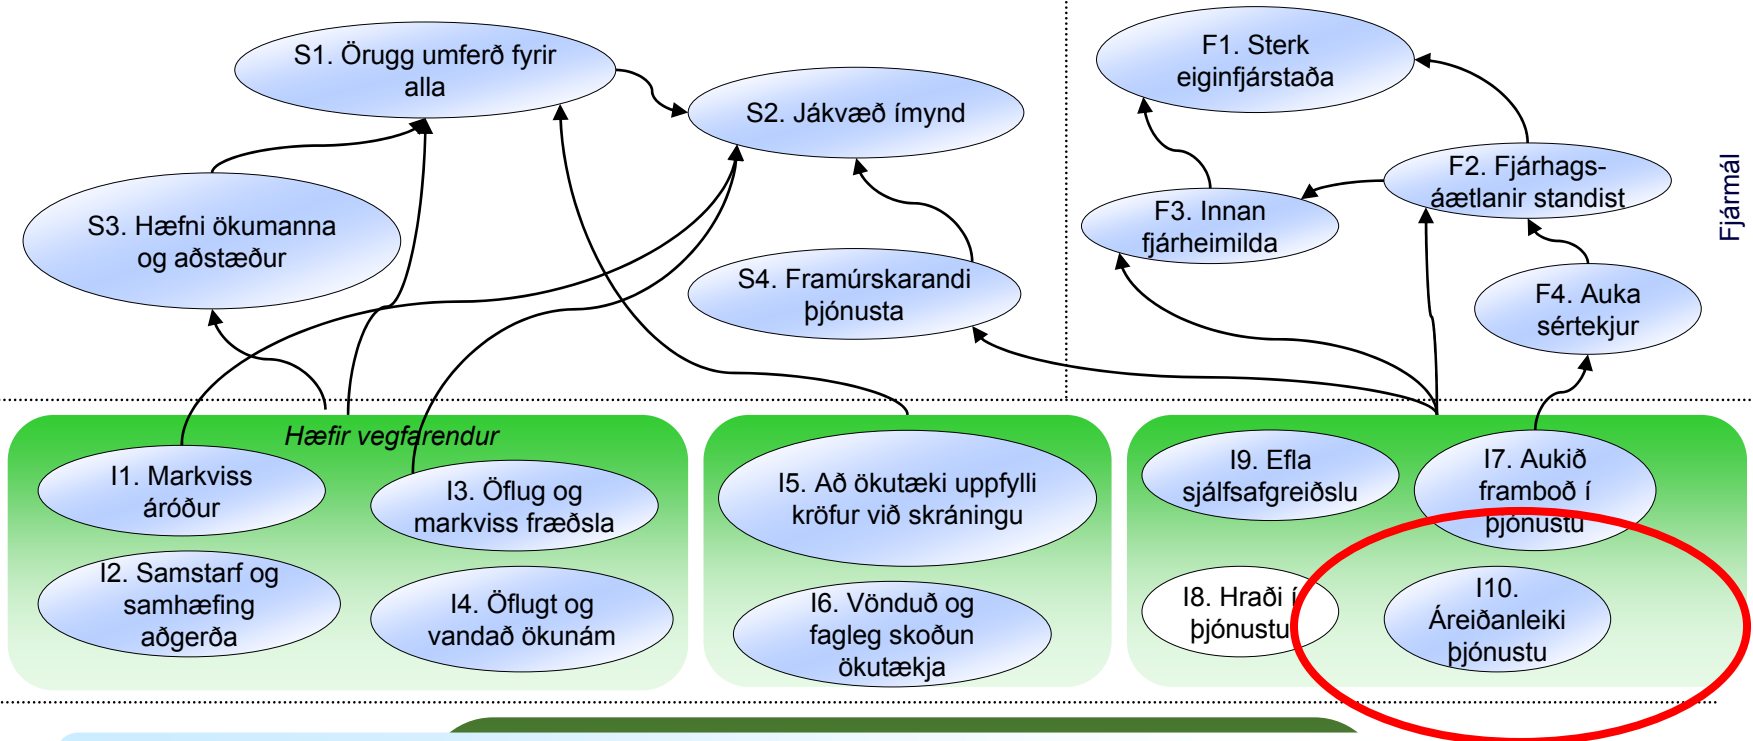 S1. Örugg umferð fyrir
alla
S2. Jákvæð ímynd
S3. Hæfni ökumanna
og aðstæður
S4. Framúrskarandi
þjónusta
F1. Sterk
eiginfjárstaða
F2. Fjárhags-
áætlanir standist
F3. Innan
fjárheimilda
F4. Auka
sértekjur
Fjármál
Hæfir vegfarendur
I1. Markviss
áróður
I3. Öflug og
markviss fræðsla
I2. Samstarf og
samhæfing
aðgerða
I4. Öflugt og
vandað ökunám
I5. Að ökutæki uppfylli
kröfur við skráningu
I6. Vönduð og
fagleg skoðun
ökutækja
I9. Efla
sjálfsafgreiðslu
I7. Aukið
framboð í
þjónustu
I8. Hraði í
þjónustu
I10.
Áreiðanleiki
þjónustu